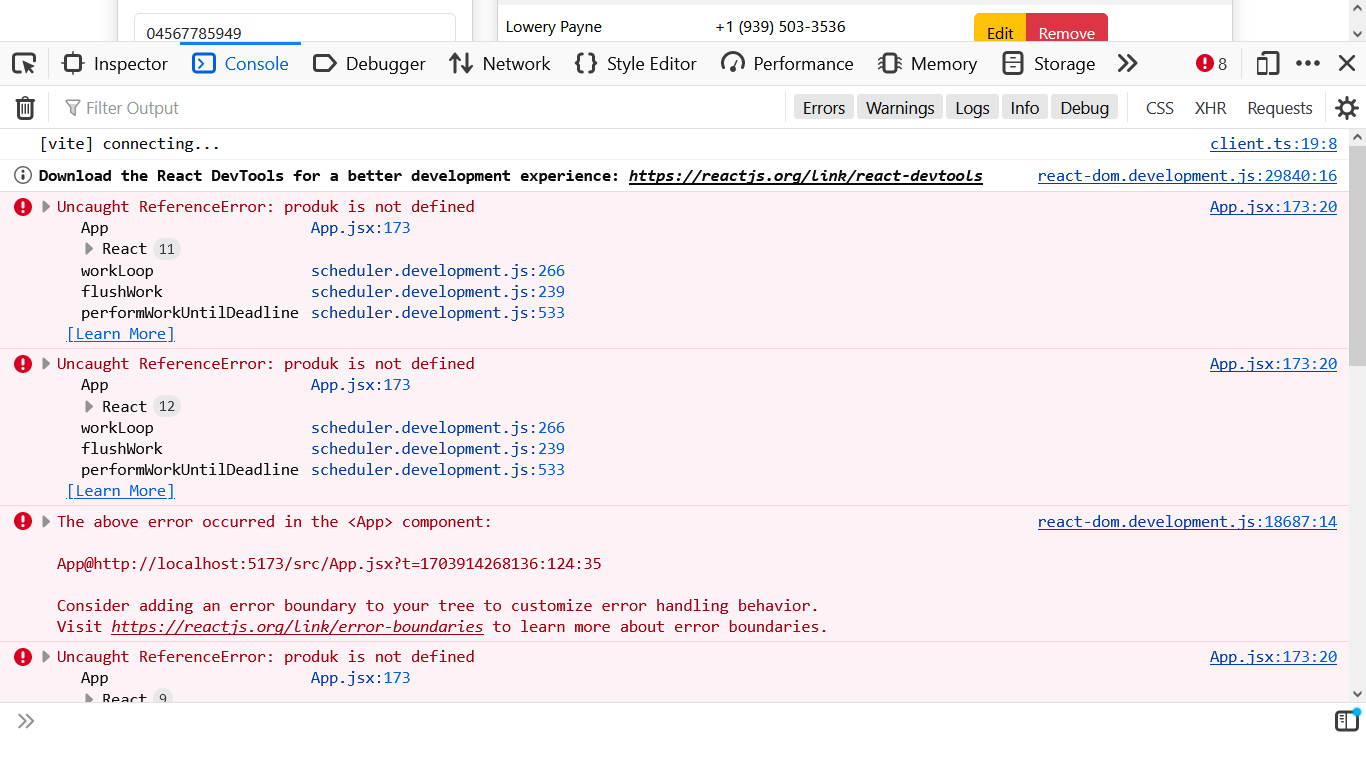 04567785949
Lowery Payne +1 (939) 503-3536 Edit Remove
Inspector Console Debugger Network Style Editor Performance Memory Storage 8
Filter Output Errors Warnings Logs Info Debug CSS XHR Requests
[vite] connecting... client.ts:19:8
Download the React DevTools for a better development experience: https://reactjs.org/link/react-devtools react-dom.development.js:29840:16
Uncaught ReferenceError: produk is not defined App.jsx:173:20
App App.jsx:173
React 11
workLoop scheduler.development.js:266
flushWork scheduler.development.js:239
performWorkUntilDeadline scheduler.development.js:533
[Learn More]
Uncaught ReferenceError: produk is not defined App.jsx:173:20
App App.jsx:173
React 12
workLoop scheduler.development.js:266
flushWork scheduler.development.js:239
performWorkUntilDeadline scheduler.development.js:533
[Learn More]
The above error occurred in the <App> component: react-dom.development.js:18687:14
App@http://localhost:5173/src/App.jsx?t=1703914268136:124:35
Consider adding an error boundary to your tree to customize error handling behavior.
Visit https://reactjs.org/link/error-boundaries to learn more about error boundaries.
Uncaught ReferenceError: produk is not defined App.jsx:173:20
App App.jsx:173
React 9